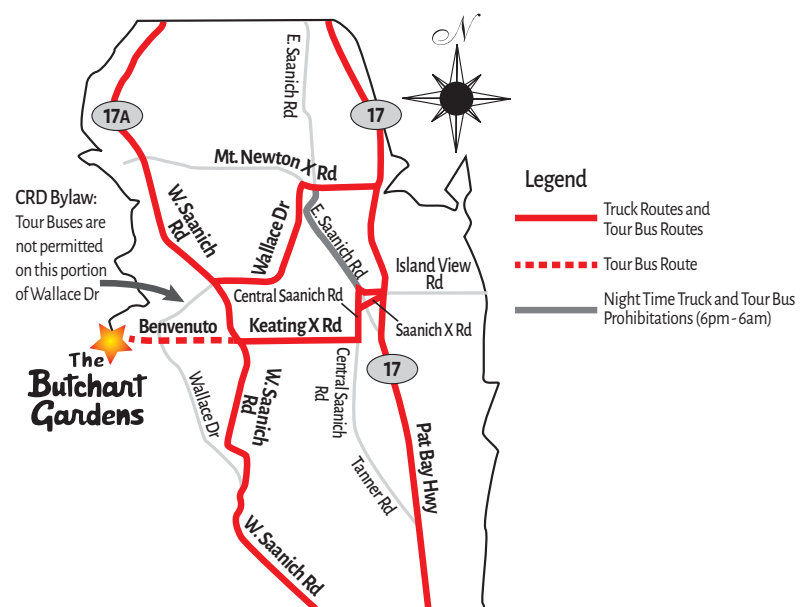 N
E. Saanich Rd
17A
17
Mt. Newton X Rd
CRD Bylaw:
Tour Buses are
not permitted
on this portion
of Wallace Dr
W. Saanich
Rd
Wallace Dr
E. Saanich Rd
Island View
Rd
Central Saanich Rd
Saanich X Rd
Benvenuto
Keating X Rd
The
Butchart
Gardens
Wallace Dr
W. Saanich
Rd
Central Saanich
Rd
17
Pat Bay Hwy
Tanner Rd
W. Saanich Rd
Legend
Truck Routes and
Tour Bus Routes
Tour Bus Route
Night Time Truck and Tour Bus
Prohibitations (6pm-6am)